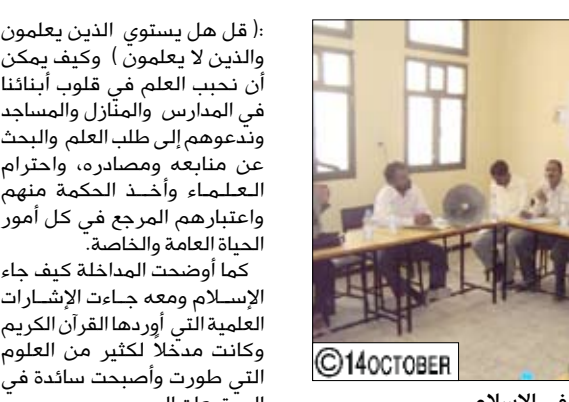 :( قل هل يستوي الذين يعلمون
والذين لا يعلمون ) وكيف يمكن
أن نحبب العلم في قلوب أبنائنا
في المدارس والمنازل والمساجد
وندعوهم إلى طلب العلم والبحث
عن منابعه ومصادره، واحترام
العلماء وأخذ الحكمة منهم
واعتبارهم المرجع في كل أمور
الحياة العامة والخاصة.
كما أوضحت المداخلة كيف جاء
الإسلام ومعه جاءت الإشارات
العلمية التي أوردها القرآن الكريم
وكانت مدخلاً لكثير من العلوم
التي طورت وأصبحت سائدة في
©14OCTOBER
في الإسلام